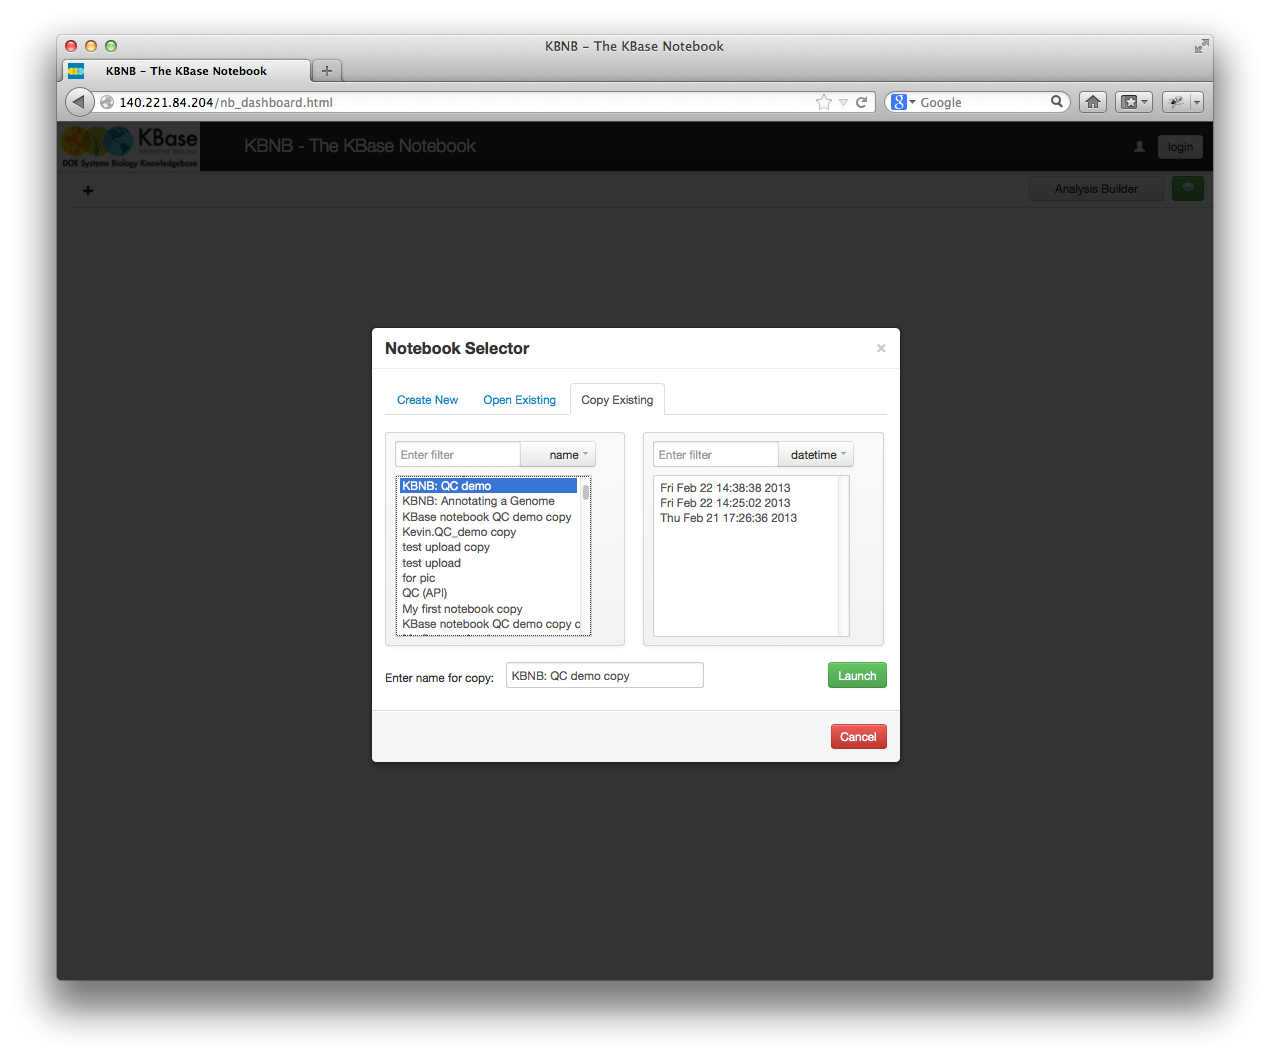 KBNB - The KBase Notebook
KBNB - The KBase Notebook
140.221.84.204/nb_dashboard.html
Google
KBase
DOE Systems Biology Knowledgebase
KBNB - The KBase Notebook
login
Analysis Builder
Notebook Selector
Create New
Open Existing
Copy Existing
Enter filter
name
Enter filter
datetime
KBNB: QC demo
KBNB: Annotating a Genome
KBase notebook QC demo copy
Kevin.QC_demo copy
test upload copy
test upload
for pic
QC (API)
My first notebook copy
KBase notebook QC demo copy c
Fri Feb 22 14:38:38 2013
Fri Feb 22 14:25:02 2013
Thu Feb 21 17:26:36 2013
Enter name for copy:
KBNB: QC demo copy
Launch
Cancel